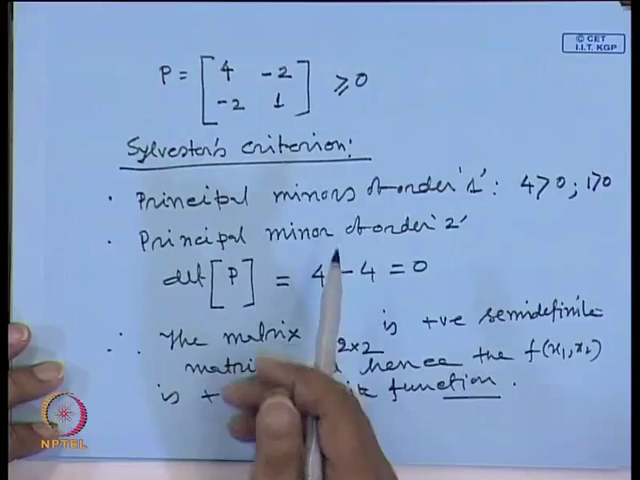 © CET
I.I.T. KGP
P = [ 4 -2
-2 1 ] ≥ 0
Sylvester's criterion:
· Principal minors of order '1': 4>0; 1>0
· Principal minor of order '2'
det [P] = 4 - 4 = 0
∴ The matrix is +ve semidefinite
2x2 hence the f(x1, x2)
is + function.
NPTEL